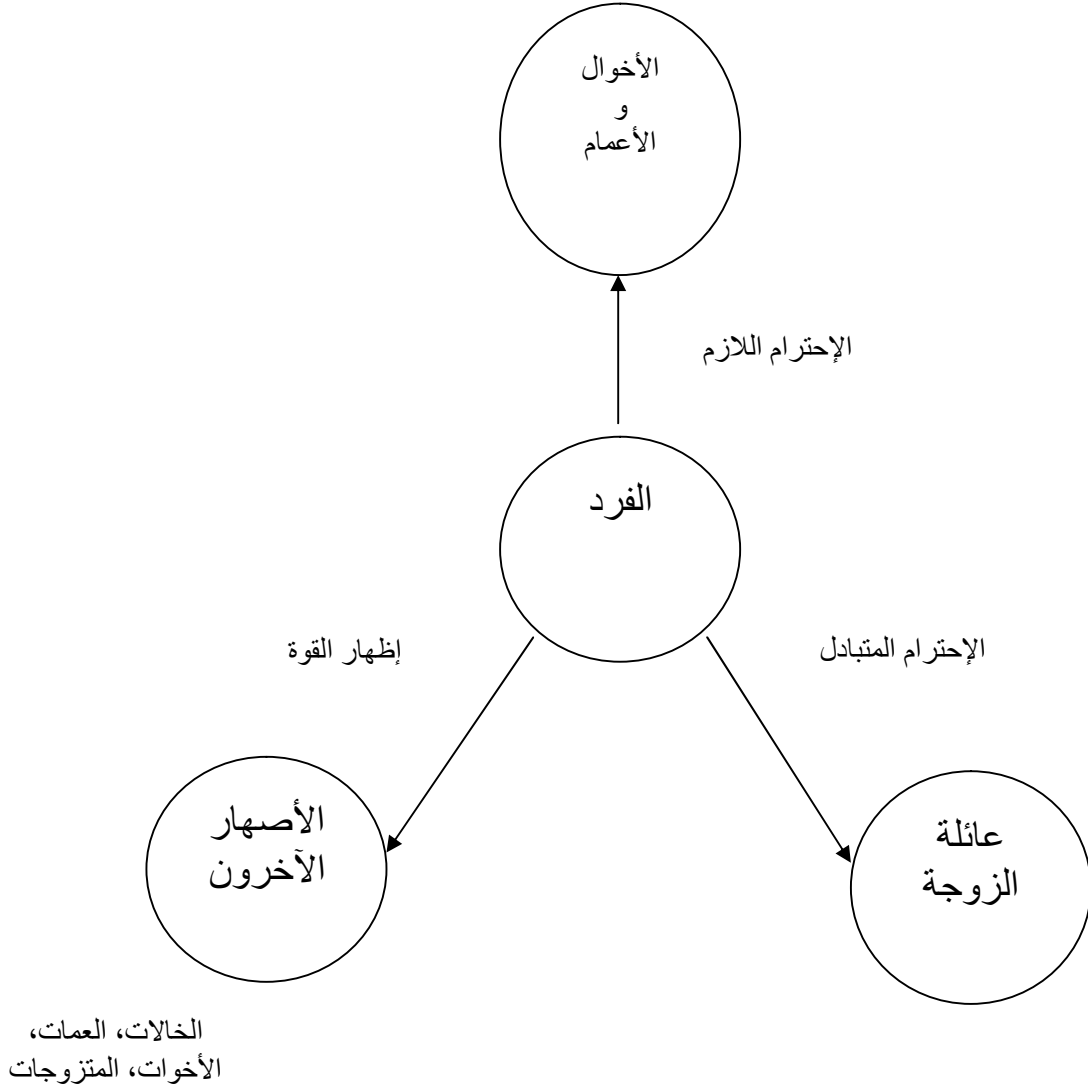 الأخوال
و
الأعمام
الإحترام اللازم
الفرد
الإحترام المتبادل
إظهار القوة
عائلة
الزوجة
الأصهار
الآخرون
الخالات، العمات،
الأخوات، المتزوجات